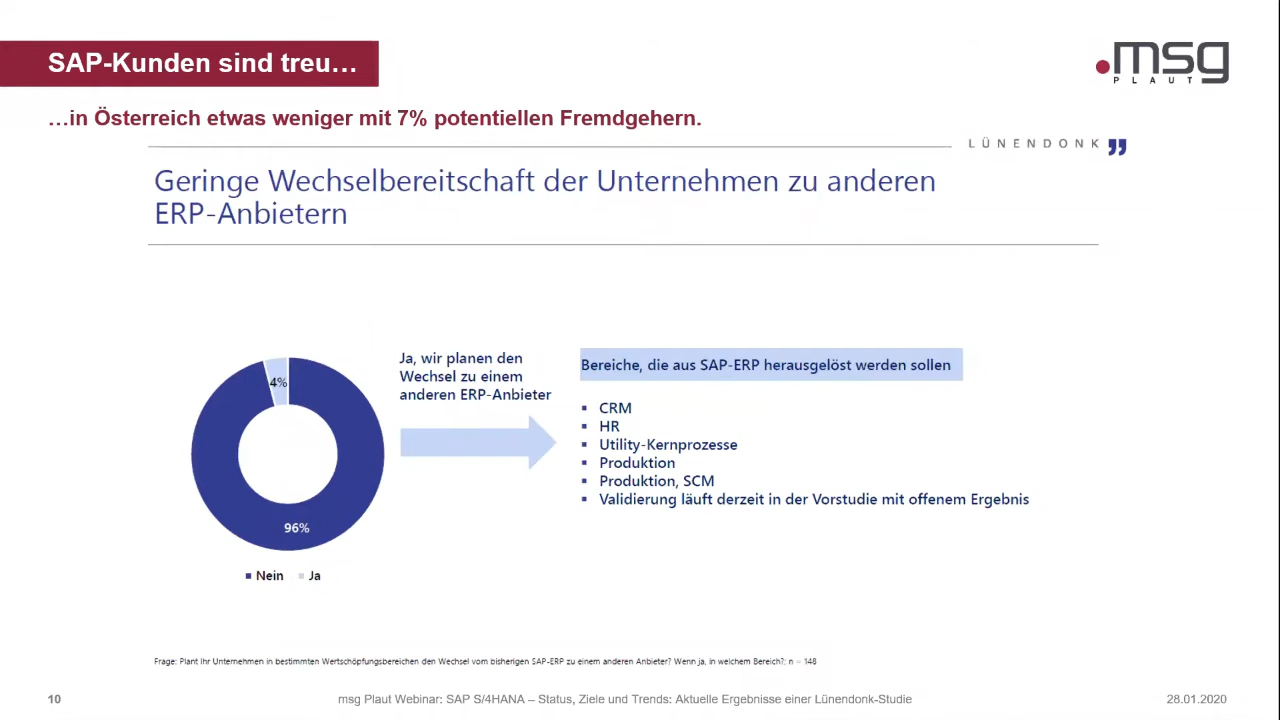 SAP-Kunden sind treu…
.msg
PLAUT
…in Österreich etwas weniger mit 7% potentiellen Fremdgehern.
LÜNENDONK
Geringe Wechselbereitschaft der Unternehmen zu anderen
ERP-Anbietern
4%
96%
Nein Ja
Ja, wir planen den
Wechsel zu einem
anderen ERP-Anbieter
Bereiche, die aus SAP-ERP herausgelöst werden sollen
▪ CRM
▪ HR
▪ Utility-Kernprozesse
▪ Produktion
▪ Produktion, SCM
▪ Validierung läuft derzeit in der Vorstudie mit offenem Ergebnis
Frage: Plant Ihr Unternehmen in bestimmten Wertschöpfungsbereichen den Wechsel vom bisherigen SAP-ERP zu einem anderen Anbieter? Wenn ja, in welchem Bereich?; n = 148
10
msg Plaut Webinar: SAP S/4HANA – Status, Ziele und Trends: Aktuelle Ergebnisse einer Lünendonk-Studie
28.01.2020